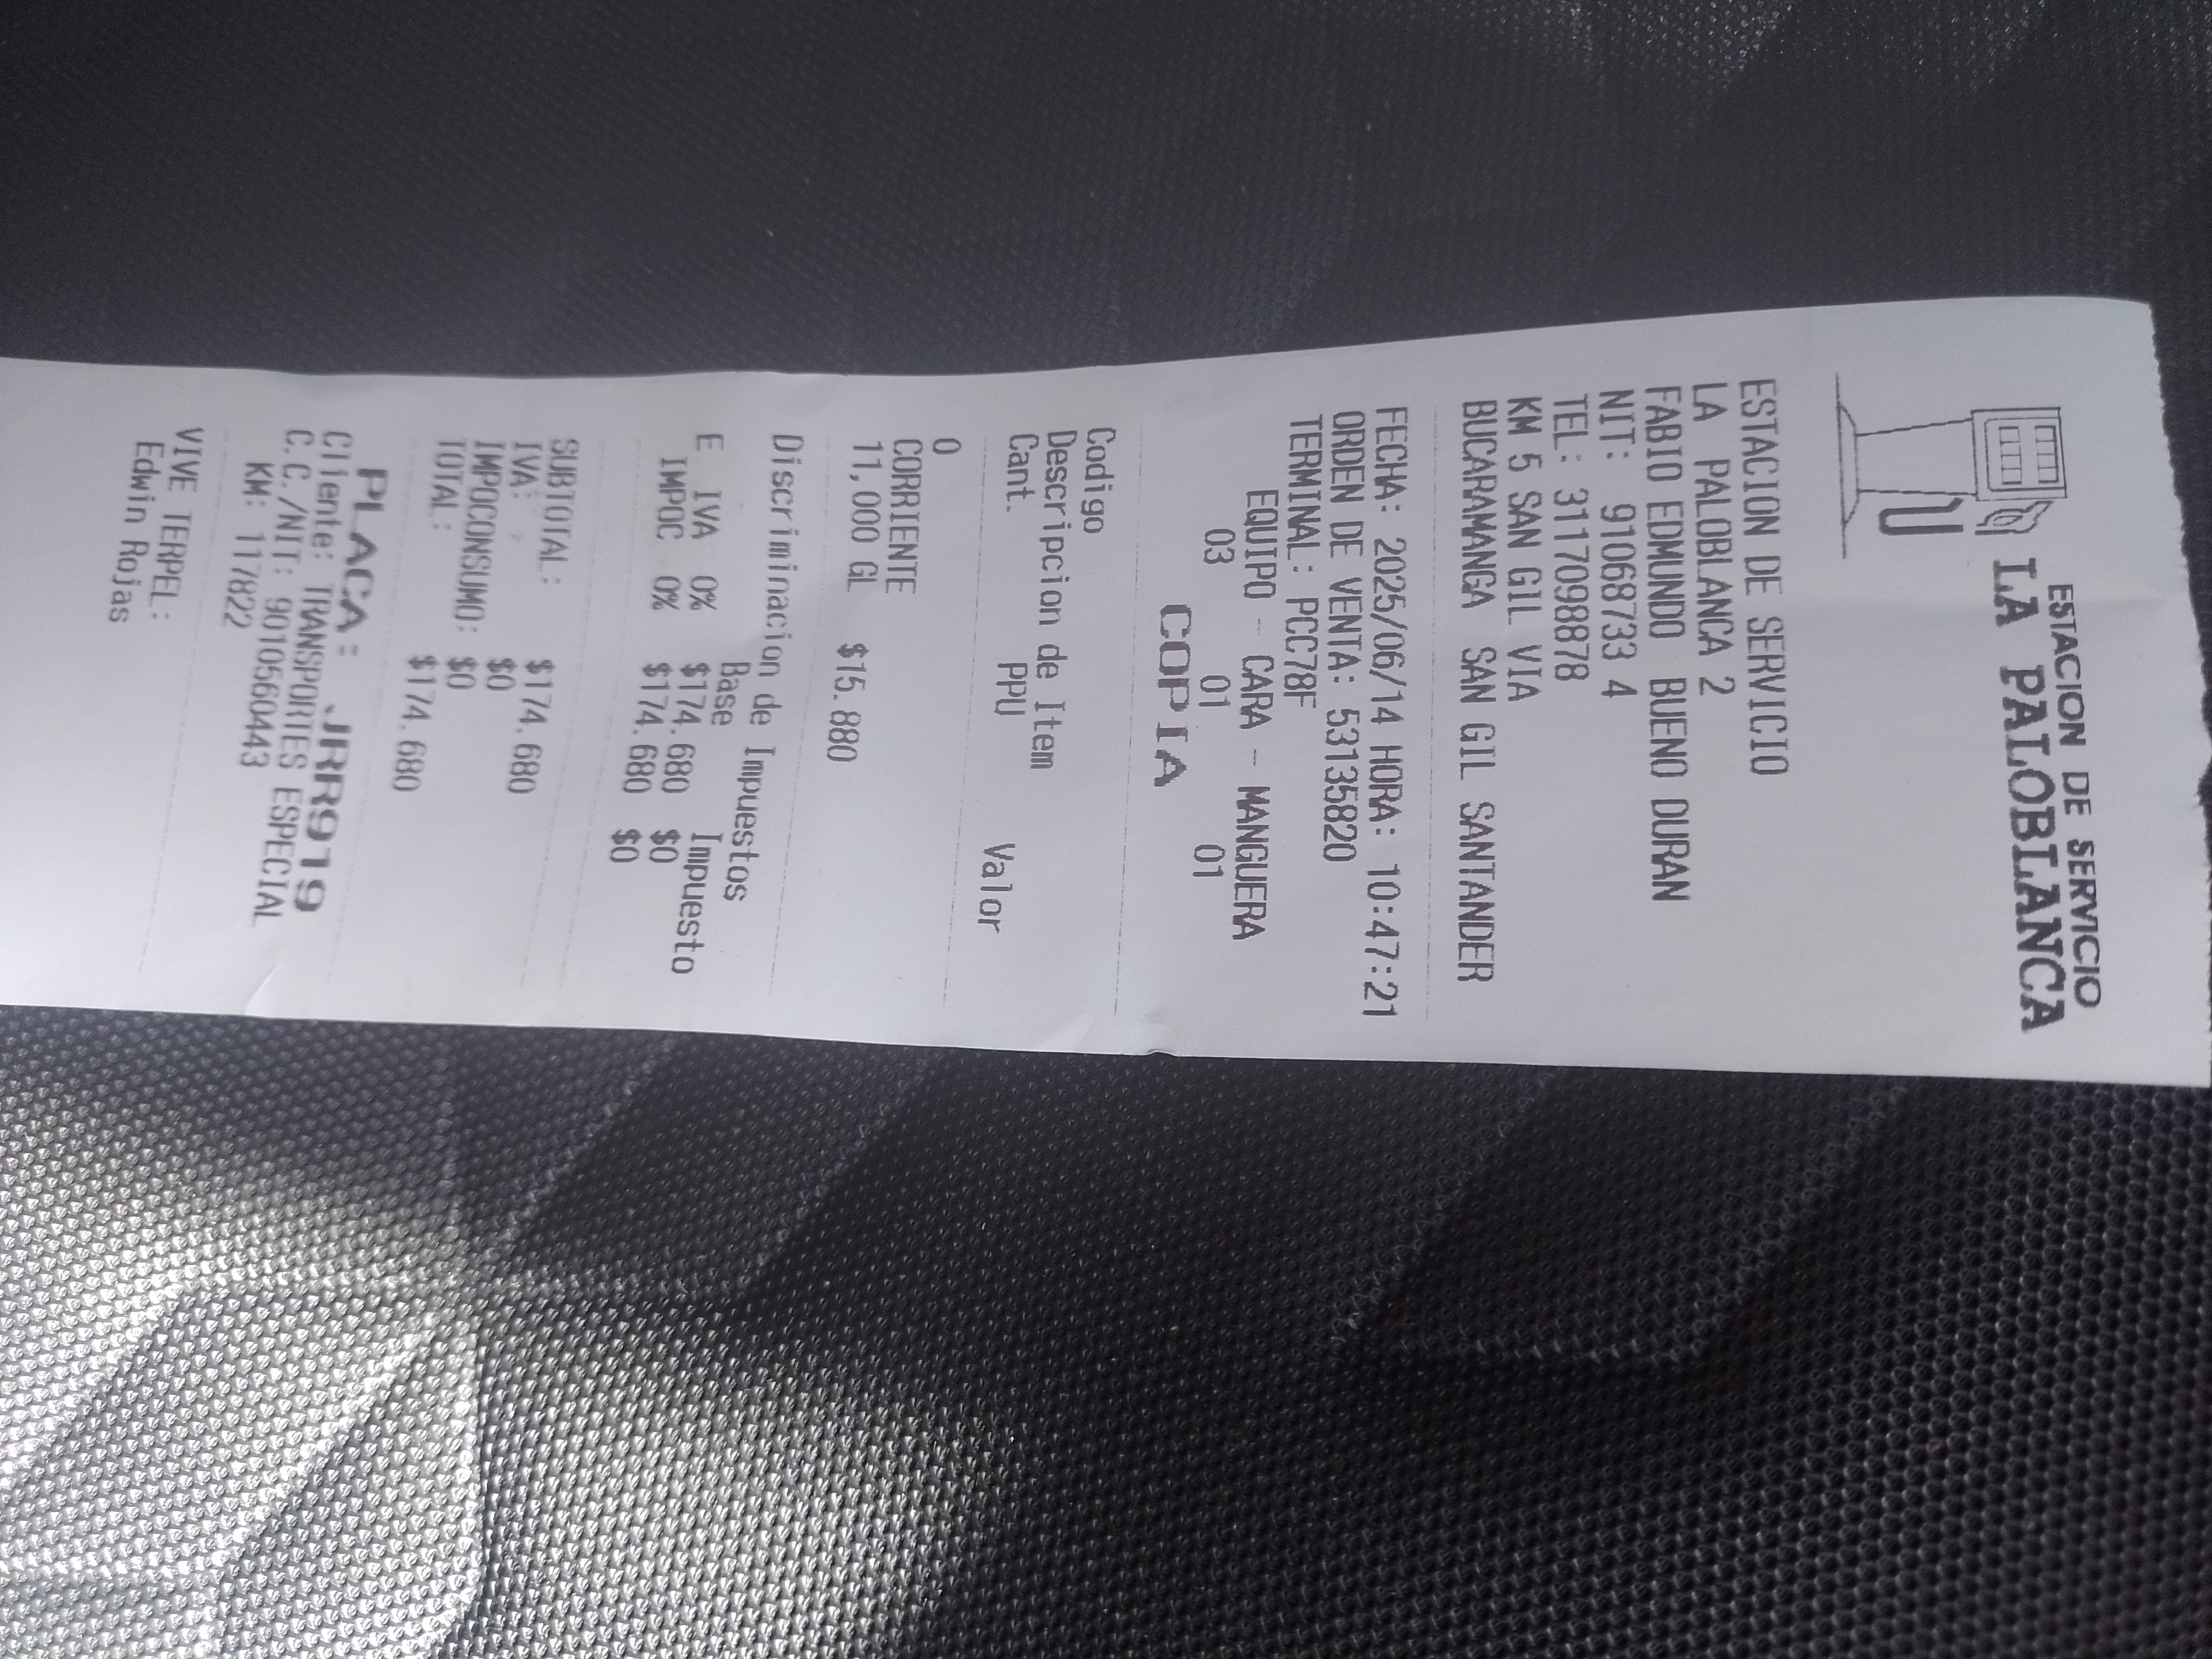 ESTACION DE SERVICIO
LA PALOBLANCA
ESTACION DE SERVICIO
LA PALOBLANCA 2
FABIO EDMUNDO BUENO DURAN
NIT: 91068733 4
TEL: 3117098878
KM 5 SAN GIL VIA
BUCARAMANGA SAN GIL SANTANDER
FECHA: 2025/06/14 HORA: 10:47:21
ORDEN DE VENTA: 53135820
TERMINAL: PCC78F
EQUIPO - CARA - MANGUERA
03 01 01
COPIA
Codigo
Descripcion de Item
Cant. PPU Valor
0
CORRIENTE
11,000 GL $15.880
Discriminacion de Impuestos
Base Impuesto
E IVA 0% $174.680 $0
IMPOC 0% $174.680 $0
SUBTOTAL: $174.680
IVA: $0
IMPOCONSUMO: $0
TOTAL: $174.680
PLACA: JRR919
Cliente: TRANSPORTES ESPECIAL
C.C./NIT: 9010560443
KM: 117822
VIVE TERPEL:
Edwin Rojas